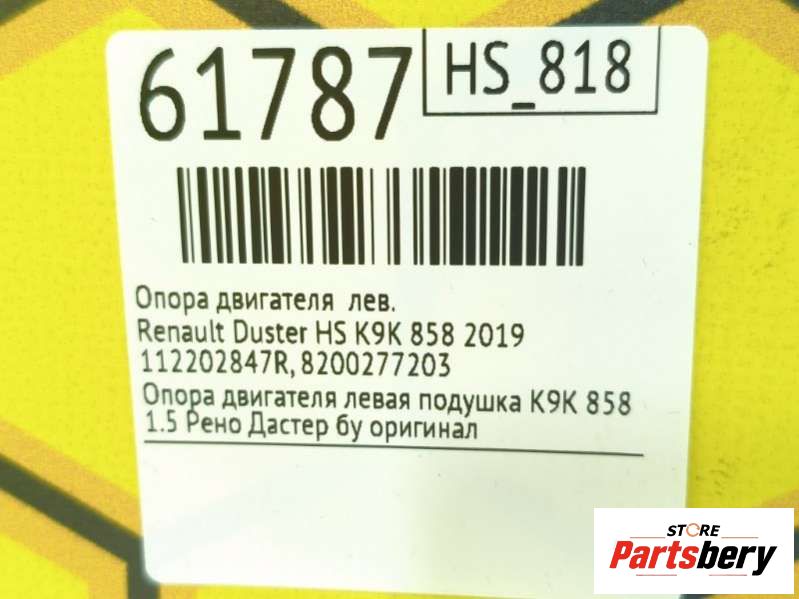 61787
HS_818
Опора двигателя лев.
Renault Duster HS K9K 858 2019
112202847R, 8200277203
Опора двигателя левая подушка K9K 858
1.5 Рено Дастер бу оригинал
STORE
Partsbery